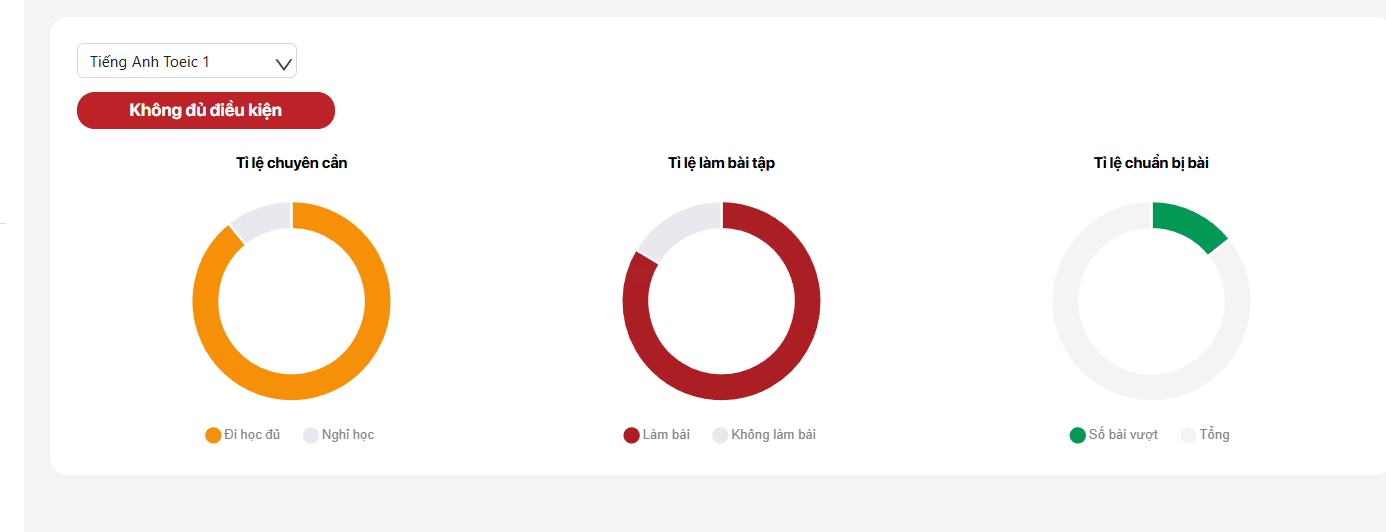 Tiếng Anh Toeic 1
Không đủ điều kiện
Tỉ lệ chuyên cần
Tỉ lệ làm bài tập
Tỉ lệ chuẩn bị bài
Đi học đủ
Nghỉ học
Làm bài
Không làm bài
Số bài vượt
Tổng